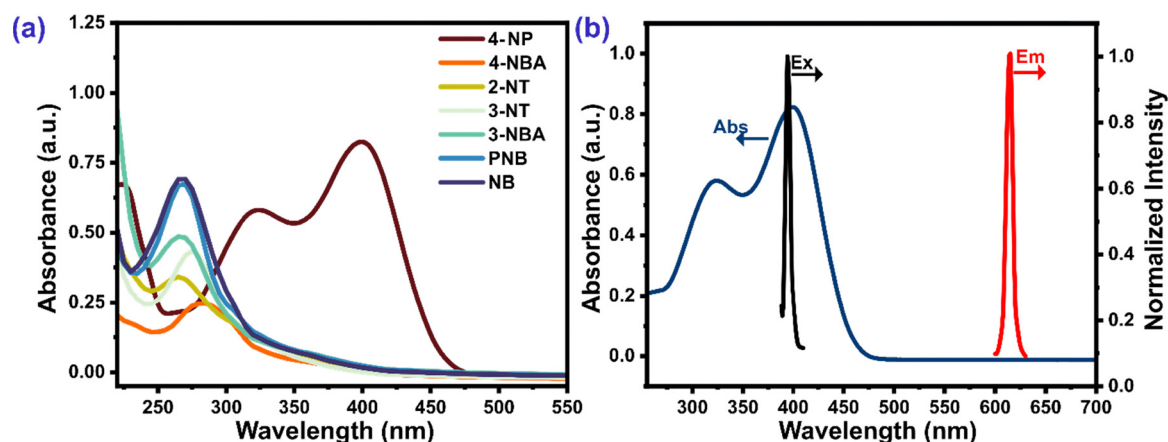 (a)
Absorbance (a.u.)
1.25
1.00
0.75
0.50
0.25
0.00
4-NP
4-NBA
2-NT
3-NT
3-NBA
PNB
NB
250 300 350 400 450 500 550
Wavelength (nm)
(b)
Absorbance (a.u.)
1.0
0.8
0.6
0.4
0.2
0.0
Ex
Abs
Em
1.0
0.8
0.6
0.4
0.2
0.0
Normalized Intensity
300 350 400 450 500 550 600 650 700
Wavelength (nm)